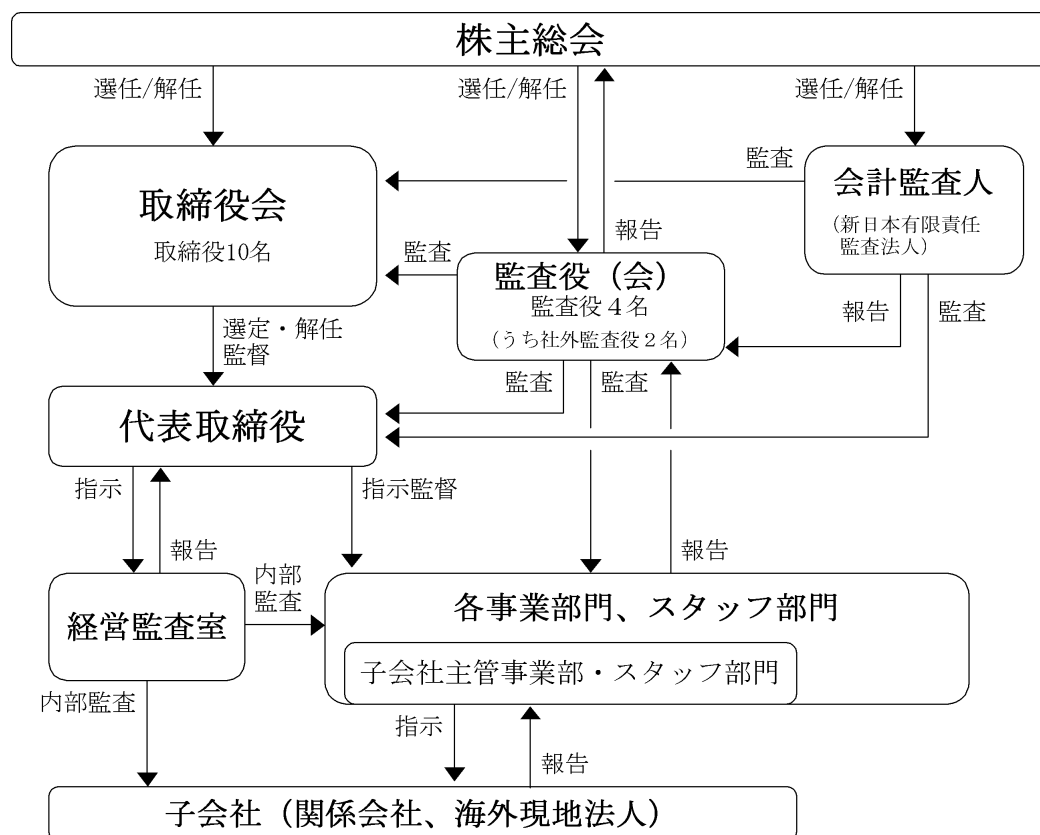 株主総会
選任/解任
選任/解任
選任/解任
取締役会
取締役10名
監査
会計監査人
(新日本有限責任
監査法人)
報告
監査
監査役（会）
監査役４名
(うち社外監査役２名)
報告
監査
選定・解任
監督
監査
監査
代表取締役
指示
指示監督
報告
報告
内部
監査
経営監査室
各事業部門、スタッフ部門
子会社主管事業部・スタッフ部門
内部監査
指示
報告
子会社（関係会社、海外現地法人）